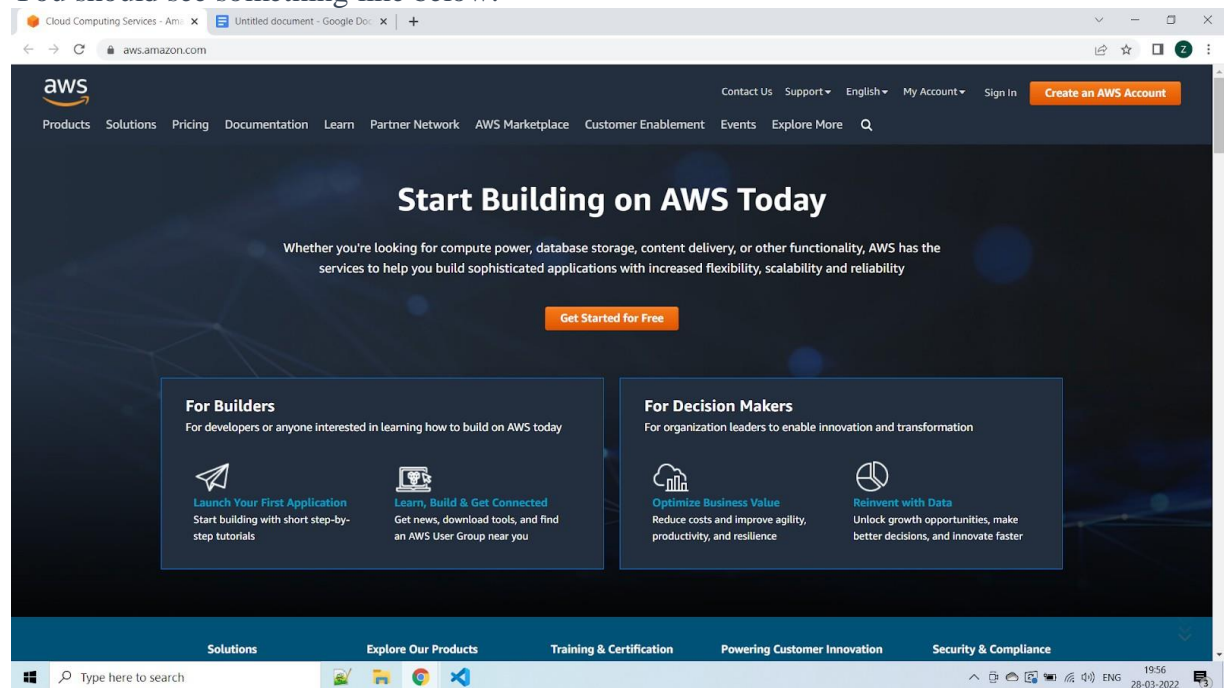 You should see something like below.
Cloud Computing Services - Ama
Untitled document - Google Doc
aws.amazon.com
Z
aws
Contact Us Support English My Account Sign In Create an AWS Account
Products Solutions Pricing Documentation Learn Partner Network AWS Marketplace Customer Enablement Events Explore More
Start Building on AWS Today
Whether you're looking for compute power, database storage, content delivery, or other functionality, AWS has the
services to help you build sophisticated applications with increased flexibility, scalability and reliability
Get Started for Free
For Builders
For developers or anyone interested in learning how to build on AWS today
Launch Your First Application
Start building with short step-by-
step tutorials
Learn, Build & Get Connected
Get news, download tools, and find
an AWS User Group near you
For Decision Makers
For organization leaders to enable innovation and transformation
Optimize Business Value
Reduce costs and improve agility,
productivity, and resilience
Reinvent with Data
Unlock growth opportunities, make
better decisions, and innovate faster
Solutions Explore Our Products Training & Certification Powering Customer Innovation Security & Compliance
Type here to search
ENG
19:56
28-03-2022
3